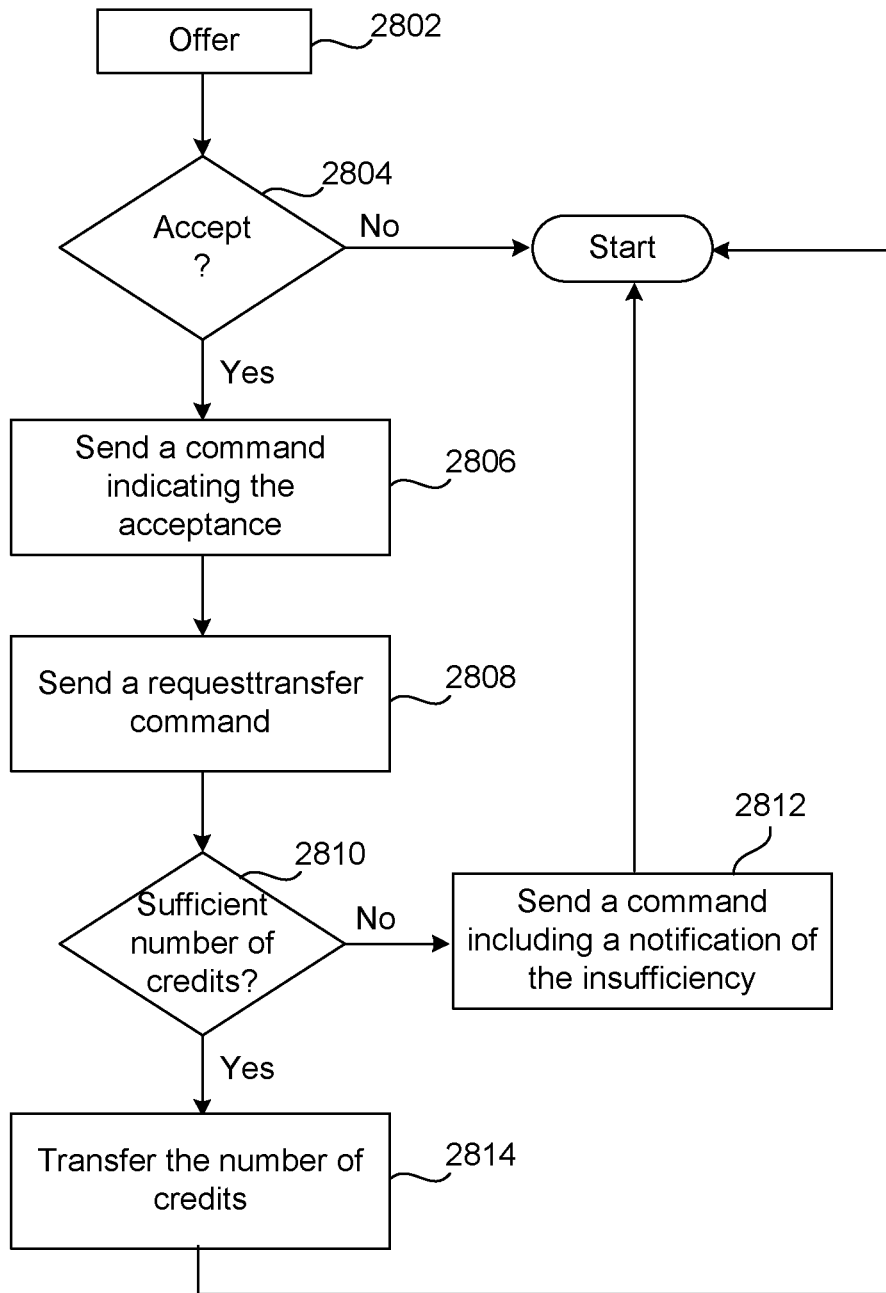 Offer
2802
2804
Accept
?
No
Start
Yes
Send a command
indicating the
acceptance
2806
Send a requesttransfer
command
2808
2810
Sufficient
number of
credits?
No
2812
Send a command
including a notification of
the insufficiency
Yes
Transfer the number of
credits
2814